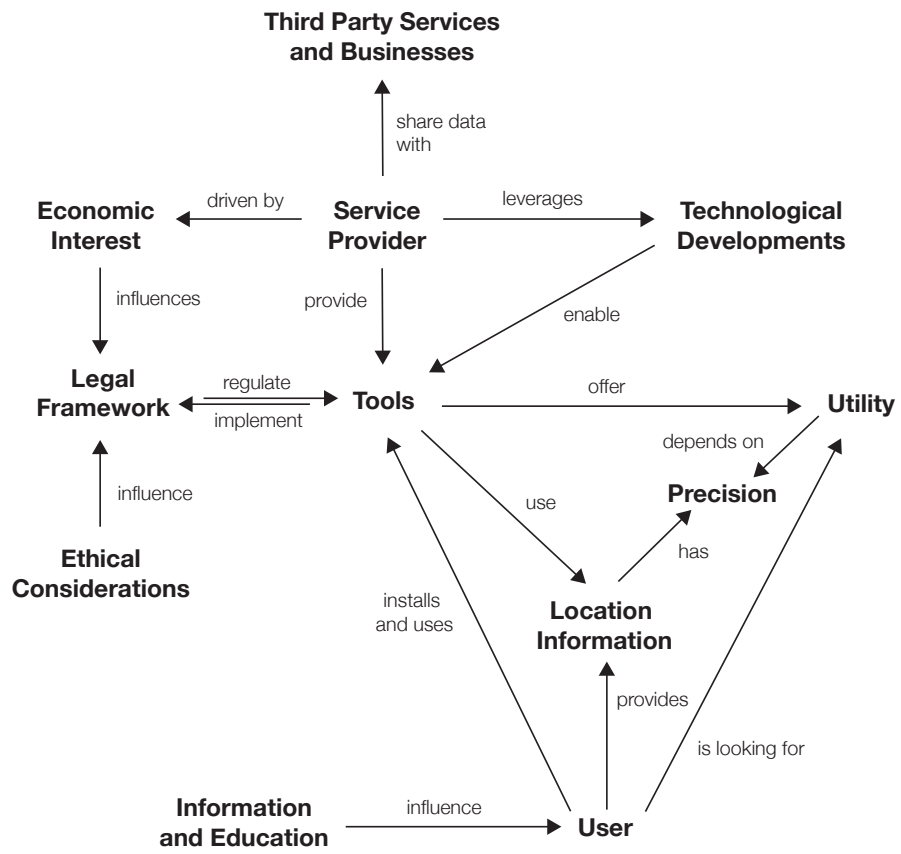 Third Party Services
and Businesses
share data
with
Economic
Interest
driven by
Service
Provider
leverages
Technological
Developments
influences
provide
enable
Legal
Framework
regulate
implement
Tools
offer
Utility
depends on
Precision
influence
use
has
Ethical
Considerations
installs
and uses
Location
Information
provides
is looking for
Information
and Education
influence
User